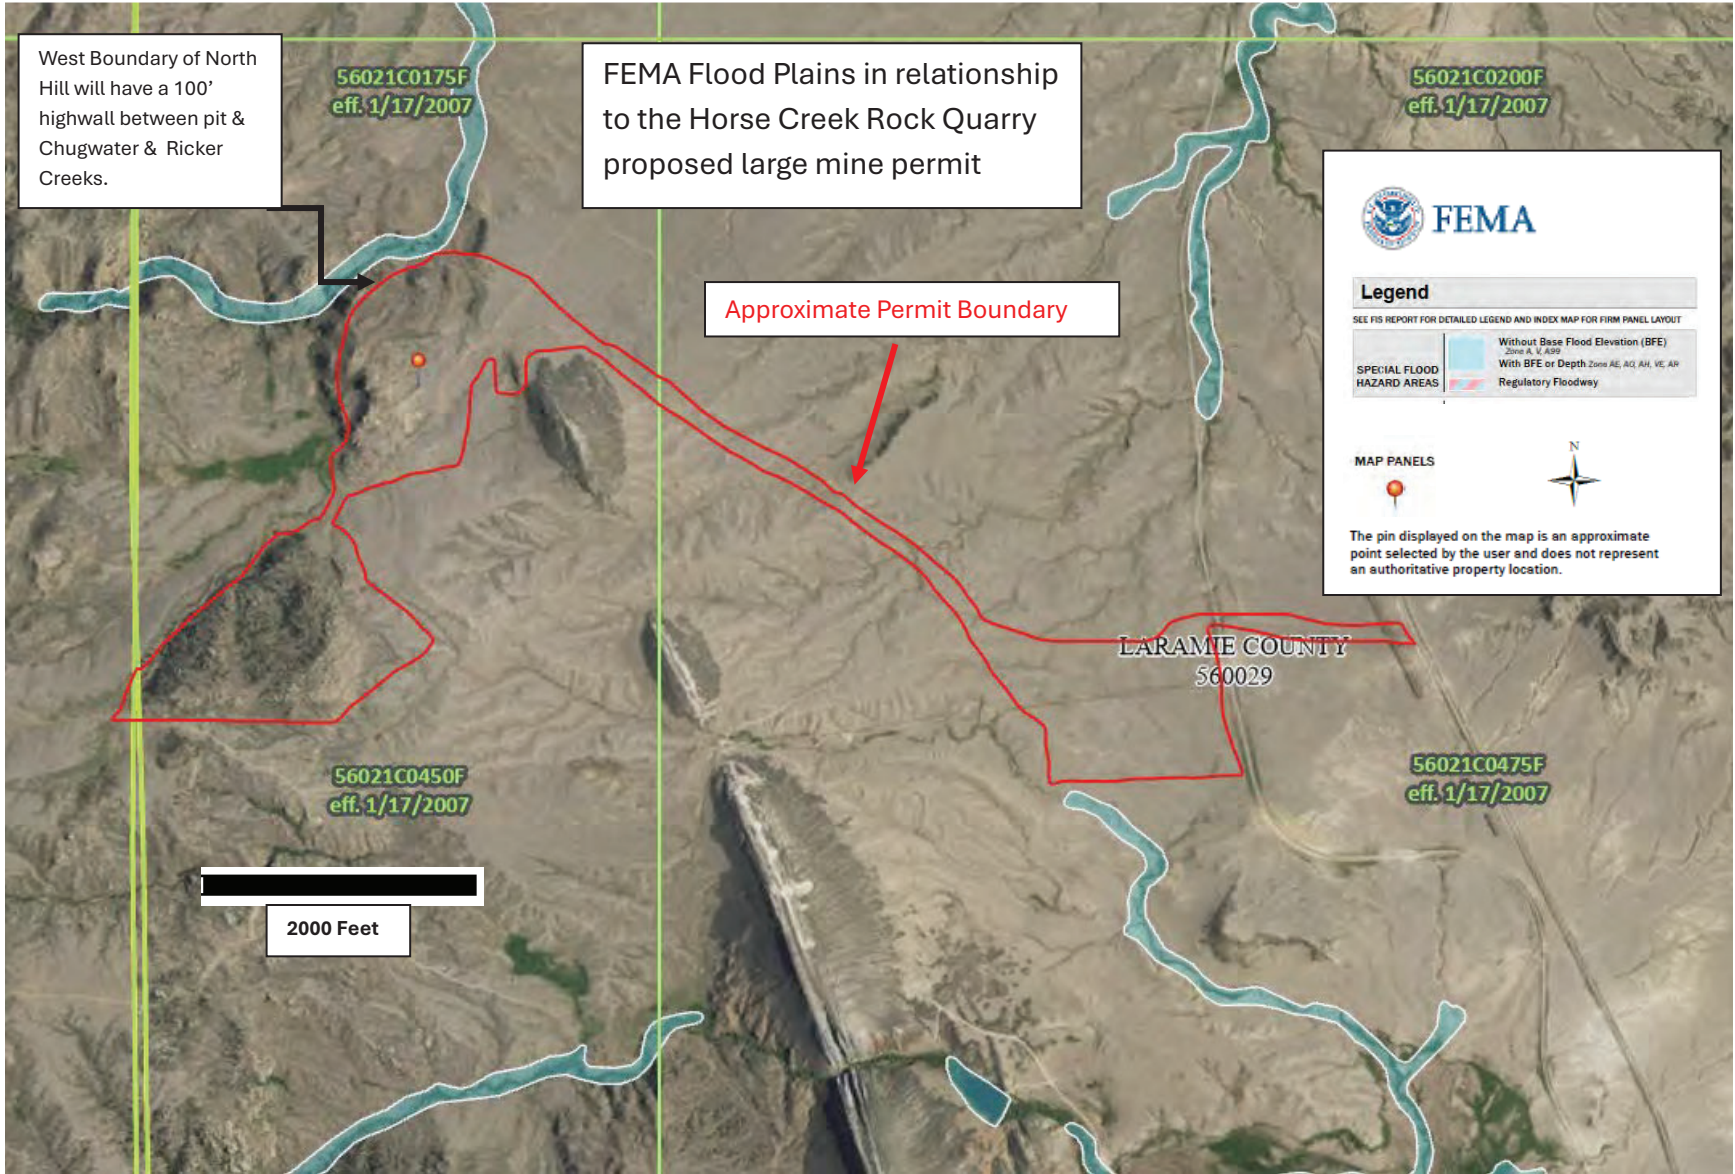 West Boundary of North
Hill will have a 100’
highwall between pit &
Chugwater & Ricker
Creeks.
56021C0175F
eff. 1/17/2007
FEMA Flood Plains in relationship
to the Horse Creek Rock Quarry
proposed large mine permit
56021C0200F
eff. 1/17/2007
Approximate Permit Boundary
FEMA
Legend
SEE FIS REPORT FOR DETAILED LEGEND AND INDEX MAP FOR FIRM PANEL LAYOUT
SPECIAL FLOOD
HAZARD AREAS
Without Base Flood Elevation (BFE)
Zone A, V, A99
With BFE or Depth Zone AE, AO, AH, VE, AR
Regulatory Floodway
MAP PANELS
N
The pin displayed on the map is an approximate
point selected by the user and does not represent
an authoritative property location.
LARAMIE COUNTY
560029
56021C0450F
eff. 1/17/2007
56021C0475F
eff. 1/17/2007
2000 Feet